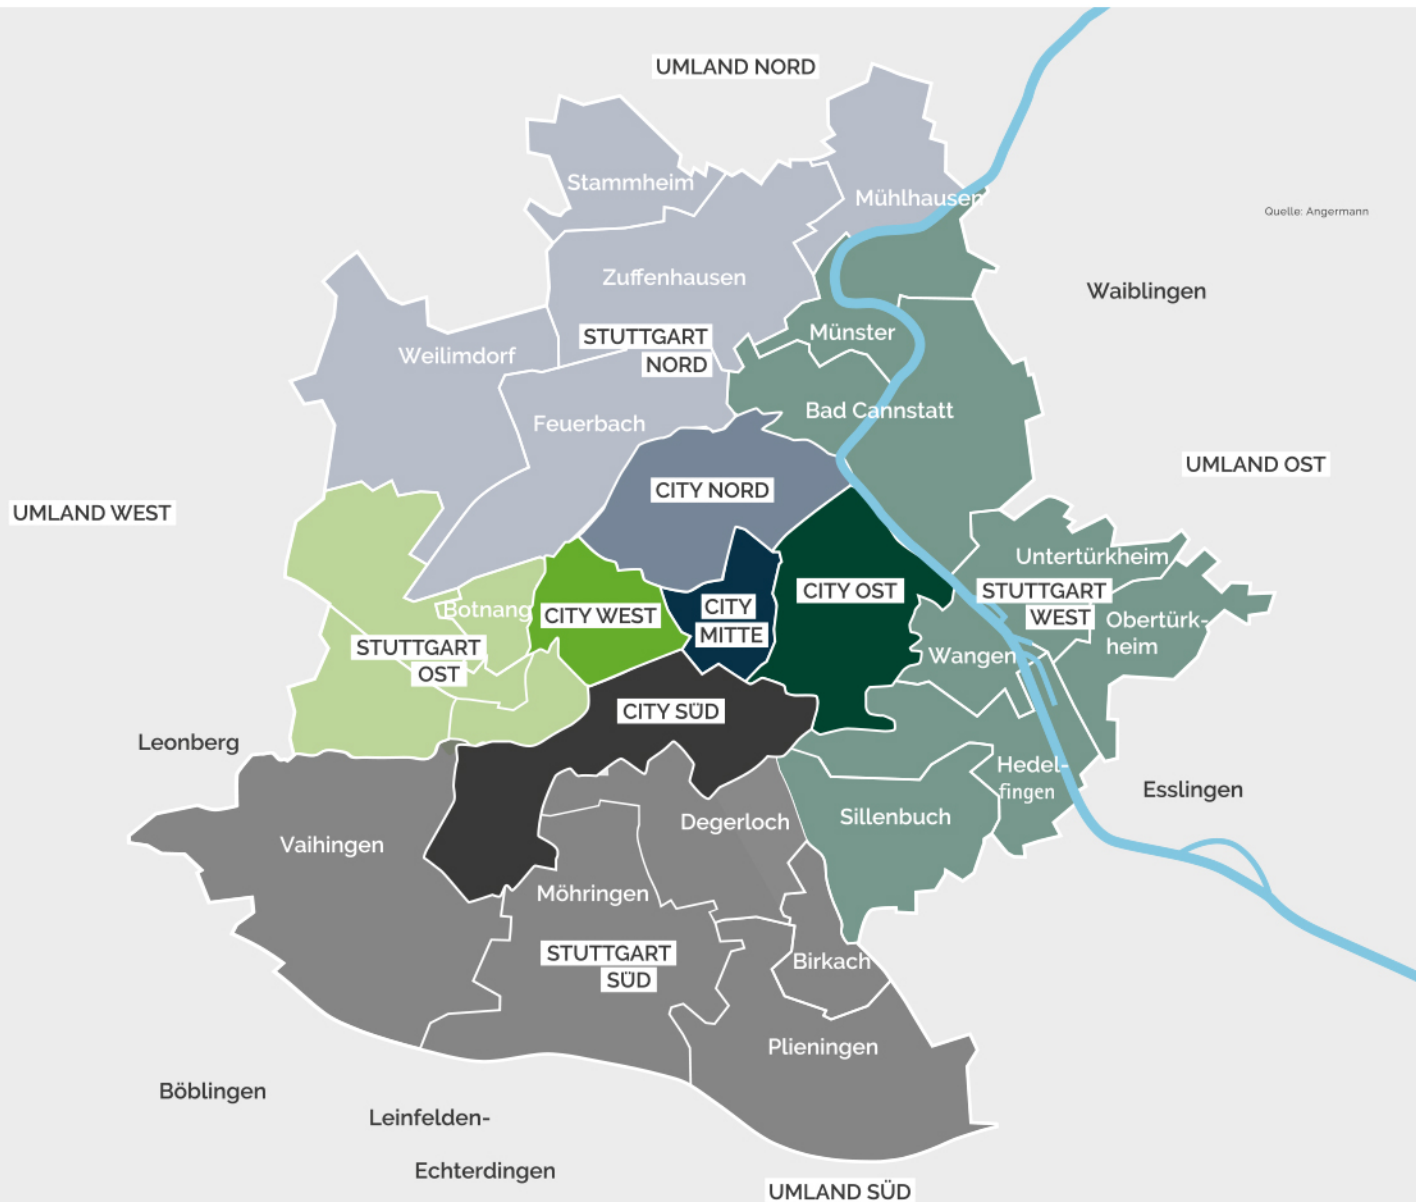 UMLAND NORD
Stammheim
Mühlhausen
Quelle: Angermann
Zuffenhausen
Waiblingen
STUTTGART
NORD
Münster
Weilimdorf
Bad Cannstatt
Feuerbach
UMLAND OST
CITY NORD
UMLAND WEST
Untertürkheim
CITY OST
STUTTGART
WEST
Botnang
CITY WEST
CITY
MITTE
Obertürk-
heim
STUTTGART
OST
Wangen
CITY SÜD
Leonberg
Hedel-
fingen
Esslingen
Sillenbuch
Degerloch
Vaihingen
Möhringen
STUTTGART
SÜD
Birkach
Plieningen
Böblingen
Leinfelden-
Echterdingen
UMLAND SÜD